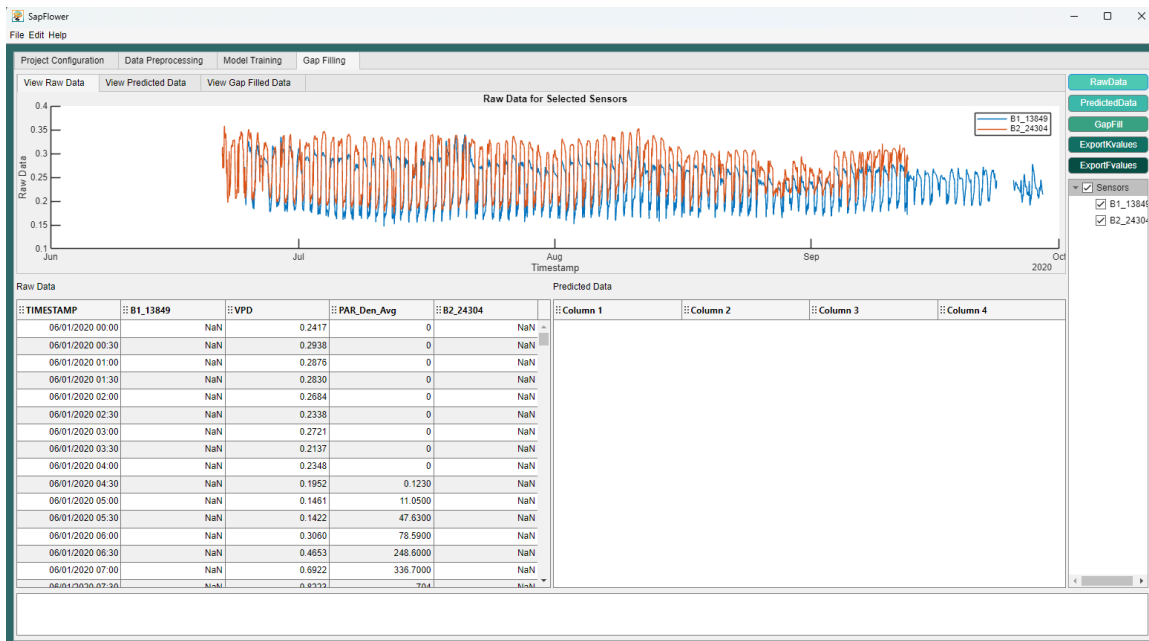 SapFlower
File Edit Help
Project Configuration Data Preprocessing Model Training Gap Filling
View Raw Data View Predicted Data View Gap Filled Data
Raw Data for Selected Sensors
0.4
0.35
0.3
0.25
0.2
0.15
0.1
Raw Data
B1_13849
B2_24304
Jun Jul Aug Sep Oct
Timestamp
2020
RawData
PredictedData
GapFill
ExportKvalues
ExportFvalues
Sensors
B1_13849
B2_24304
Raw Data
TIMESTAMP B1_13849 VPD PAR_Den_Avg B2_24304
06/01/2020 00:00 NaN 0.2417 0 NaN
06/01/2020 00:30 NaN 0.2938 0 NaN
06/01/2020 01:00 NaN 0.2876 0 NaN
06/01/2020 01:30 NaN 0.2830 0 NaN
06/01/2020 02:00 NaN 0.2684 0 NaN
06/01/2020 02:30 NaN 0.2338 0 NaN
06/01/2020 03:00 NaN 0.2721 0 NaN
06/01/2020 03:30 NaN 0.2137 0 NaN
06/01/2020 04:00 NaN 0.2348 0 NaN
06/01/2020 04:30 NaN 0.1952 0.1230 NaN
06/01/2020 05:00 NaN 0.1461 11.0500 NaN
06/01/2020 05:30 NaN 0.1422 47.6300 NaN
06/01/2020 06:00 NaN 0.3060 78.5900 NaN
06/01/2020 06:30 NaN 0.4653 248.6000 NaN
06/01/2020 07:00 NaN 0.6922 336.7000 NaN
06/01/2020 07:30 NaN 0.8223 704 NaN
Predicted Data
Column 1 Column 2 Column 3 Column 4